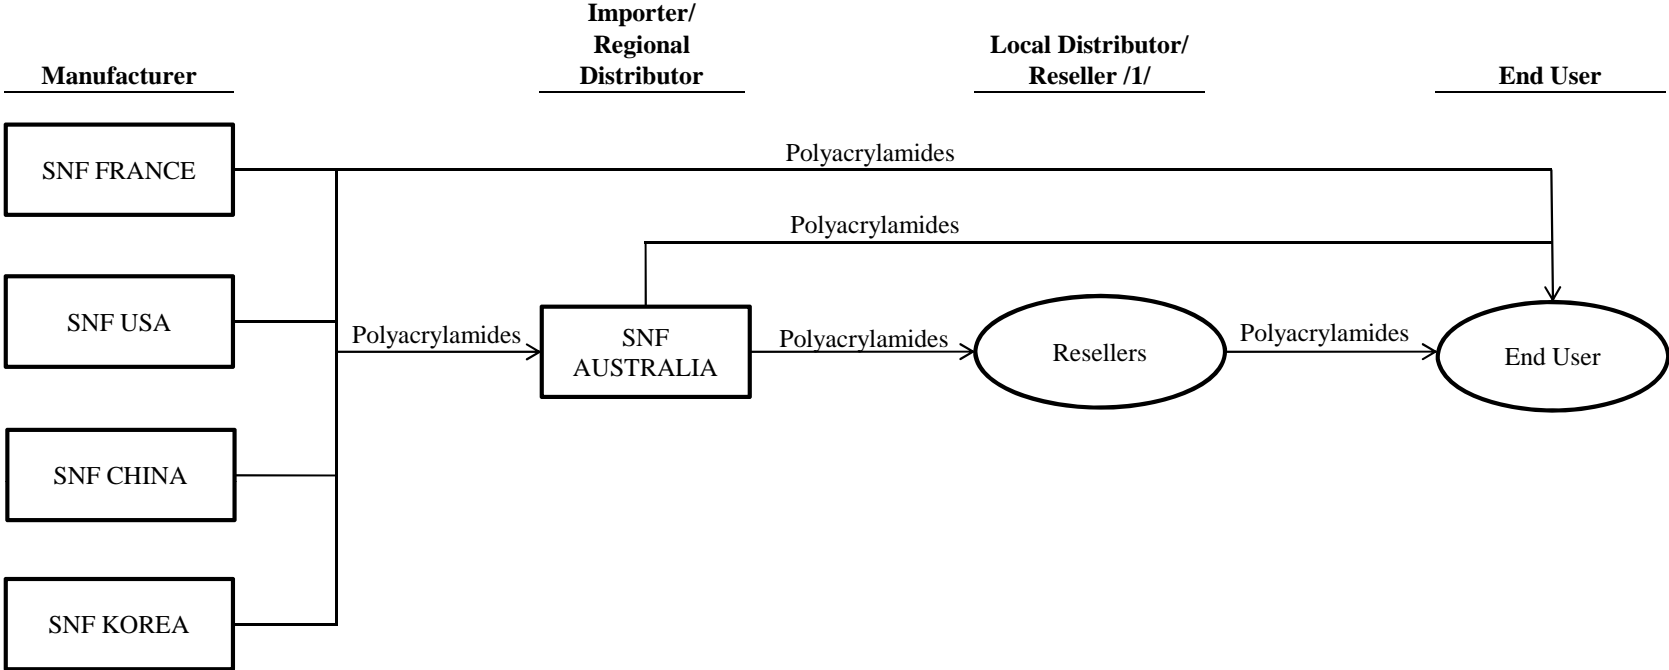 Importer/
Regional
Distributor
Local Distributor/
Reseller /1/
Manufacturer
End User
Polyacrylamides
SNF FRANCE
Polyacrylamides
SNF USA
Polyacrylamides
SNF
AUSTRALIA
Polyacrylamides
Resellers
Polyacrylamides
End User
SNF CHINA
SNF KOREA